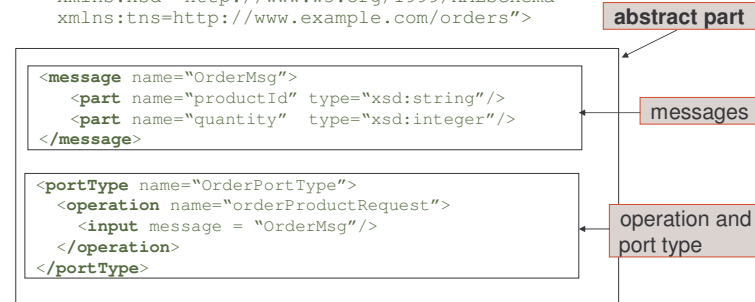 xmlns:tns=http://www.example.com/orders”>
abstract part
<message name=“OrderMsg”>
<part name=“productId” type=“xsd:string”/>
<part name=“quantity” type=“xsd:integer”/>
</message>
messages
<portType name=“OrderPortType”>
<operation name=“orderProductRequest”>
<input message = “OrderMsg”/>
</operation>
</portType>
operation and
port type